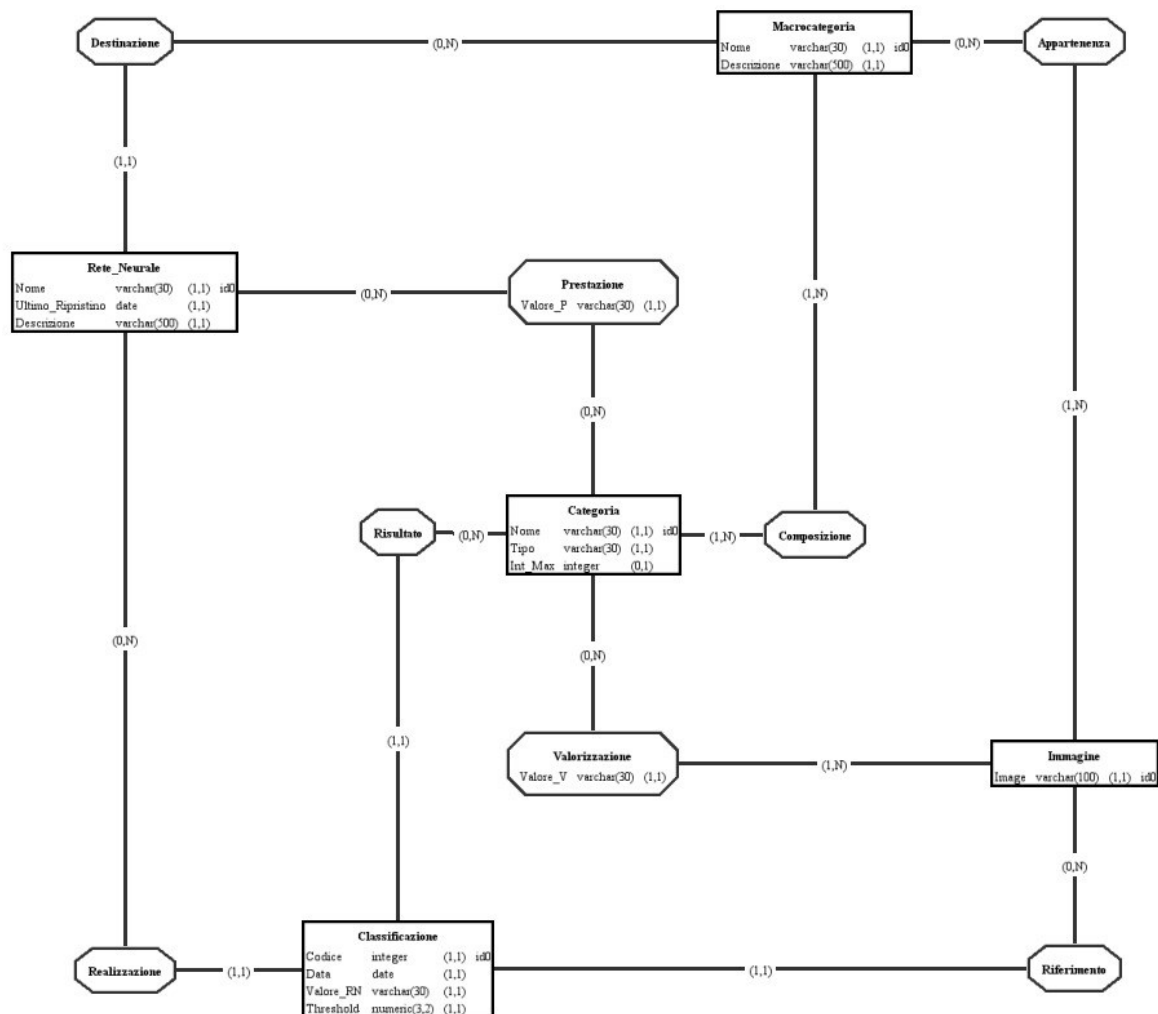 Destinazione
(0,N)
Macrocategoria
Nome varchar(30) (1,1) id0
Descrizione varchar(500) (1,1)
(0,N)
Appartenenza
(1,1)
Rete_Neurale
Nome varchar(30) (1,1) id0
Ultimo_Ripristino date (1,1)
Descrizione varchar(500) (1,1)
(0,N)
Prestazione
Valore_P varchar(30) (1,1)
(1,N)
(0,N)
(1,N)
Risultato
(0,N)
Categoria
Nome varchar(30) (1,1) id0
Tipo varchar(30) (1,1)
Int_Max integer (0,1)
(1,N)
Composizione
(0,N)
(0,N)
(1,1)
Valorizzazione
Valore_V varchar(30) (1,1)
(1,N)
Immagine
Image varchar(100) (1,1) id0
(0,N)
Realizzazione
(1,1)
Classificazione
Codice integer (1,1) id0
Data date (1,1)
Valore_RN varchar(30) (1,1)
Threshold numeric(3,2) (1,1)
(1,1)
Riferimento